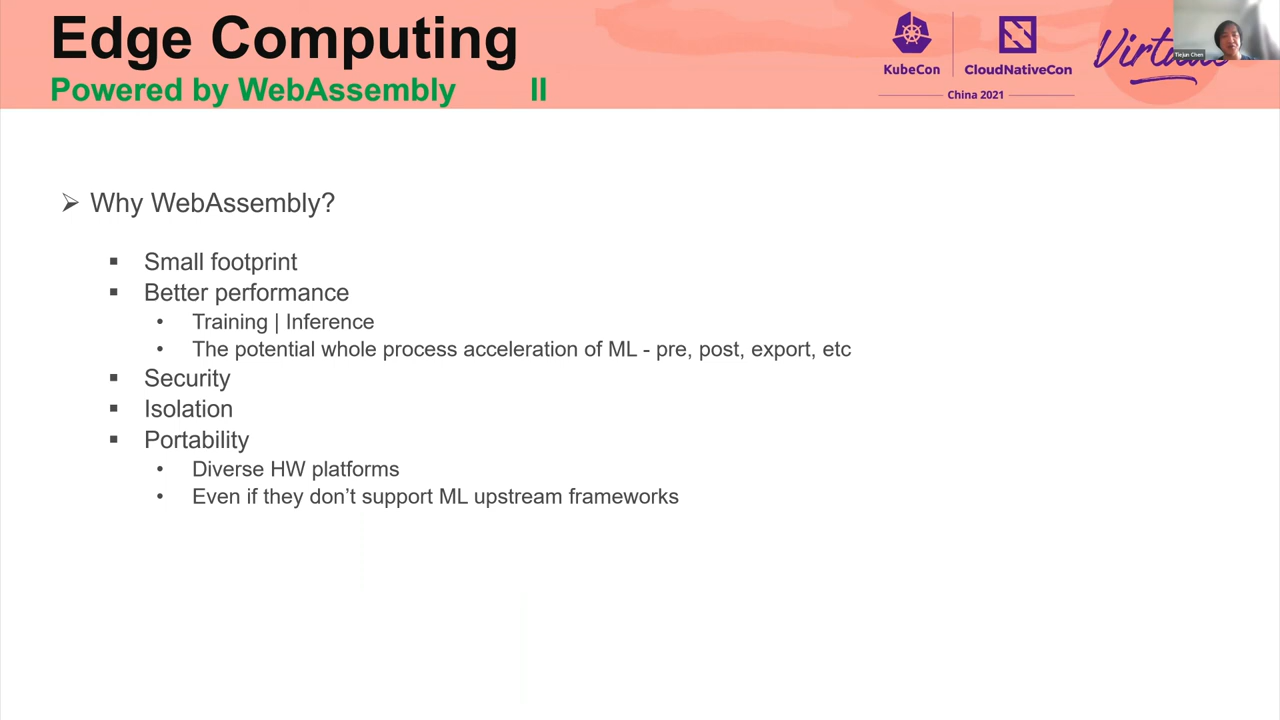 Edge Computing
Powered by WebAssembly II
KubeCon
CloudNativeCon
China 2021
Virtual
Tiejun Chen
➢ Why WebAssembly?
▪ Small footprint
▪ Better performance
• Training | Inference
• The potential whole process acceleration of ML - pre, post, export, etc
▪ Security
▪ Isolation
▪ Portability
• Diverse HW platforms
• Even if they don’t support ML upstream frameworks